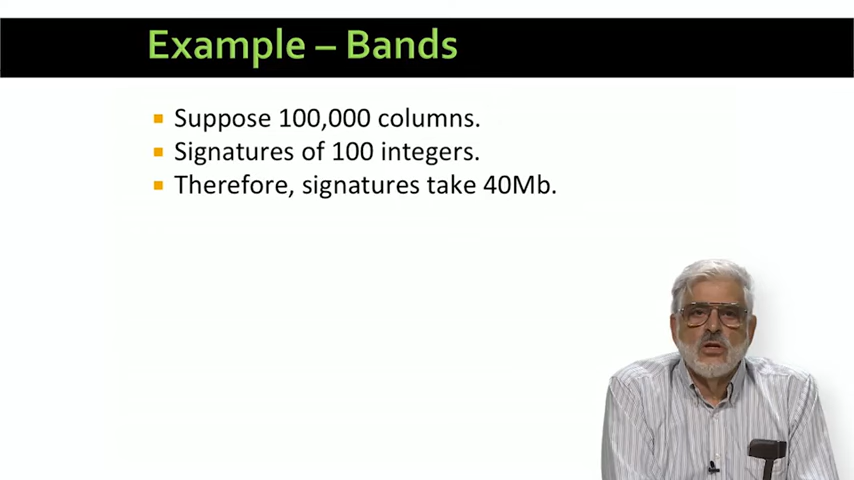 Example – Bands
Suppose 100,000 columns.
Signatures of 100 integers.
Therefore, signatures take 40Mb.